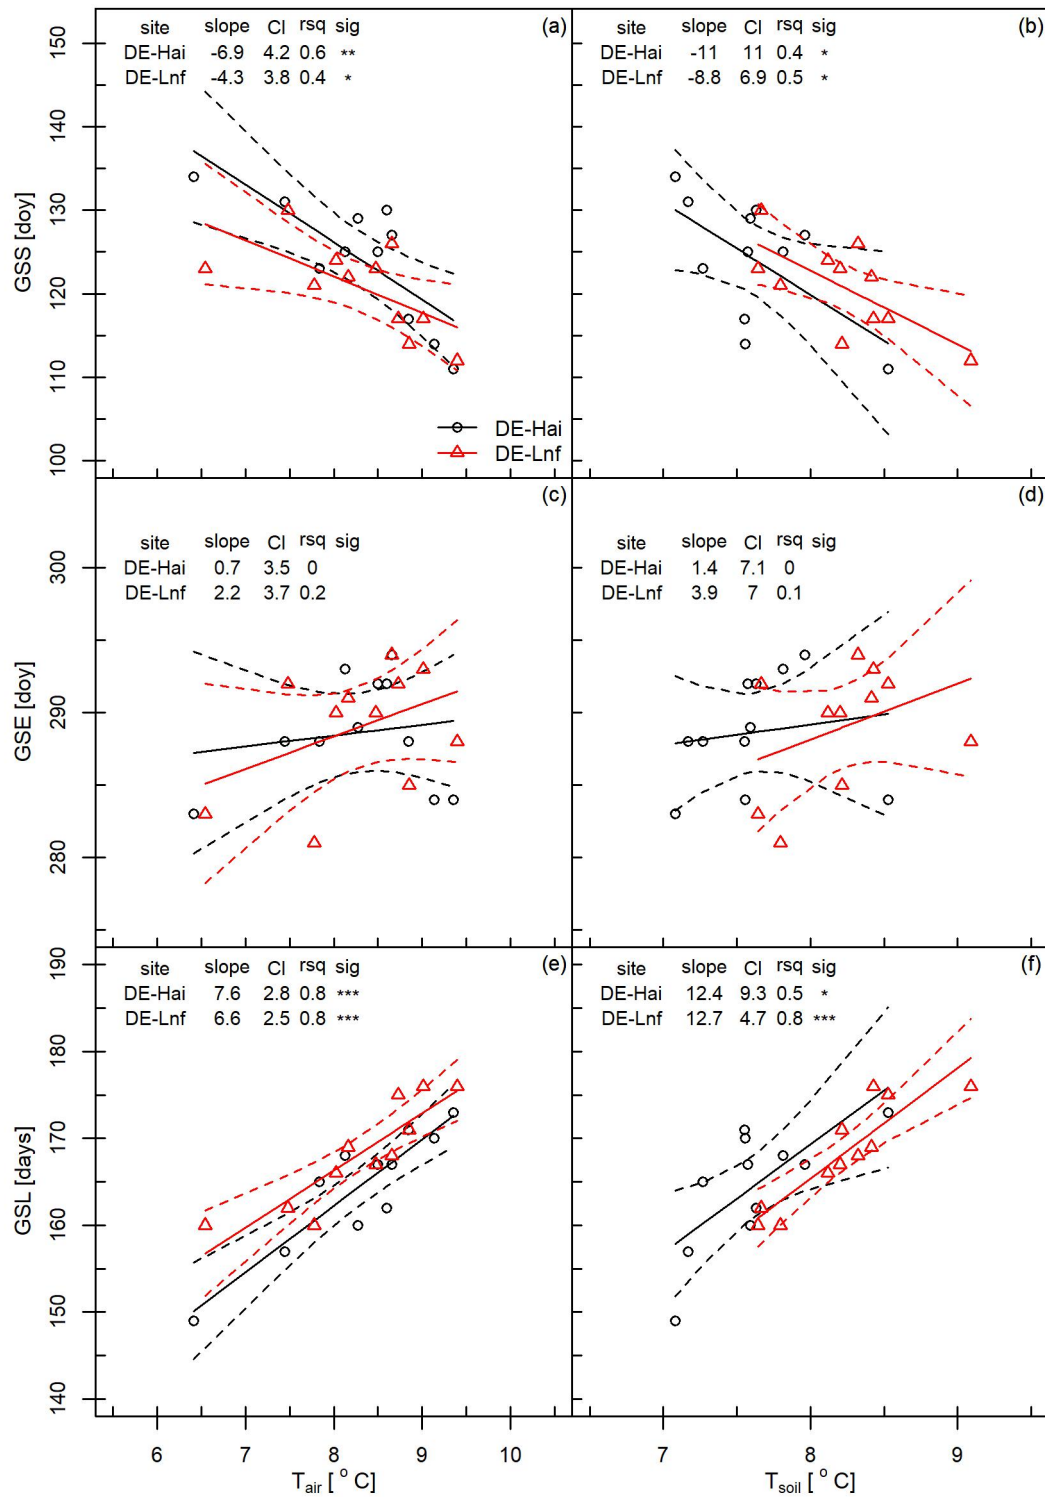 (a)
site slope CI rsq sig
DE-Hai -6.9 4.2 0.6 **
DE-Lnf -4.3 3.8 0.4 *
(b)
site slope CI rsq sig
DE-Hai -11 11 0.4 *
DE-Lnf -8.8 6.9 0.5 *
GSS [doy]
150
140
130
120
110
100
DE-Hai
DE-Lnf
(c)
site slope CI rsq sig
DE-Hai 0.7 3.5 0
DE-Lnf 2.2 3.7 0.2
(d)
site slope CI rsq sig
DE-Hai 1.4 7.1 0
DE-Lnf 3.9 7 0.1
GSE [doy]
300
290
280
(e)
site slope CI rsq sig
DE-Hai 7.6 2.8 0.8 ***
DE-Lnf 6.6 2.5 0.8 ***
(f)
site slope CI rsq sig
DE-Hai 12.4 9.3 0.5 *
DE-Lnf 12.7 4.7 0.8 ***
GSL [days]
190
180
170
160
150
140
6 7 8 9 10
7 8 9
Tair [ ° C]
Tsoil [ ° C]